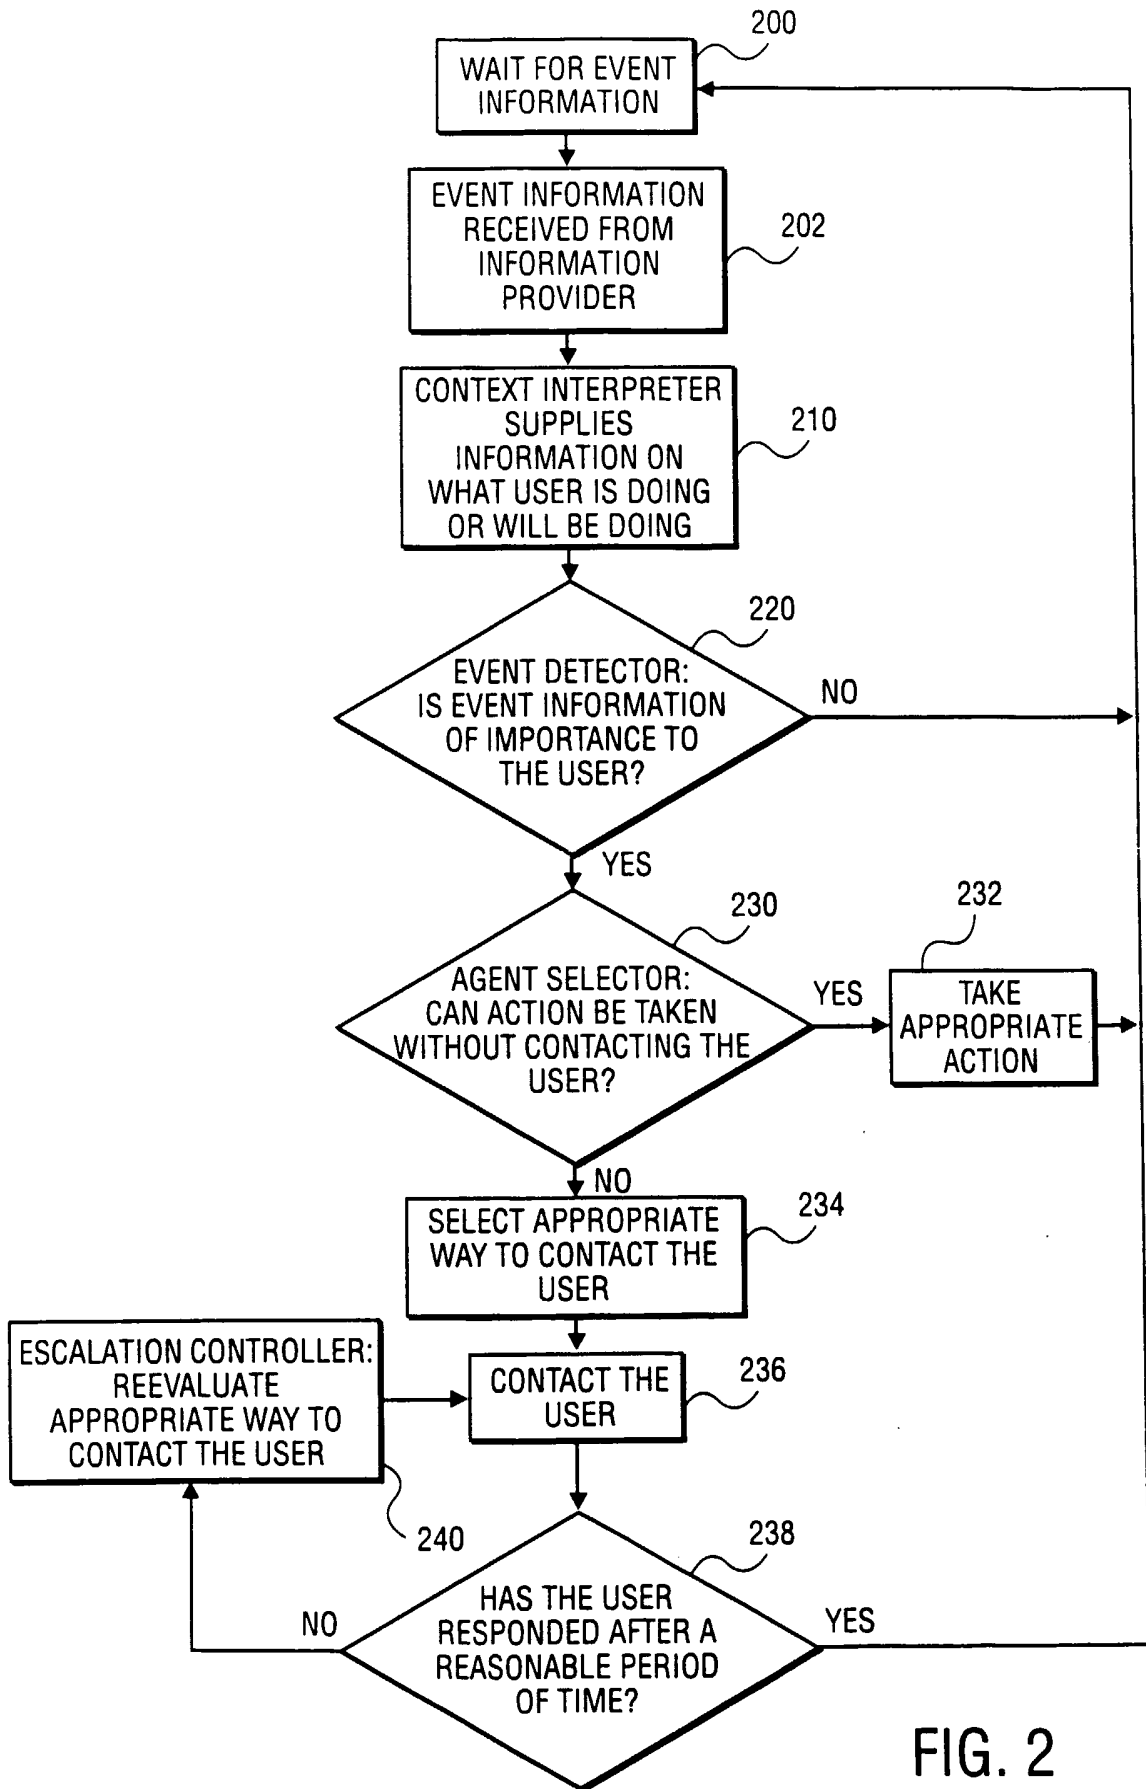 200
WAIT FOR EVENT
INFORMATION
EVENT INFORMATION
RECEIVED FROM
INFORMATION
PROVIDER
202
CONTEXT INTERPRETER
SUPPLIES
INFORMATION ON
WHAT USER IS DOING
OR WILL BE DOING
210
220
EVENT DETECTOR:
IS EVENT INFORMATION
OF IMPORTANCE TO
THE USER?
NO
YES
230
AGENT SELECTOR:
CAN ACTION BE TAKEN
WITHOUT CONTACTING THE
USER?
YES
232
TAKE
APPROPRIATE
ACTION
NO
SELECT APPROPRIATE
WAY TO CONTACT THE
USER
234
ESCALATION CONTROLLER:
REEVALUATE
APPROPRIATE WAY TO
CONTACT THE USER
240
CONTACT THE
USER
236
238
HAS THE USER
RESPONDED AFTER A
REASONABLE PERIOD
OF TIME?
NO
YES
FIG. 2